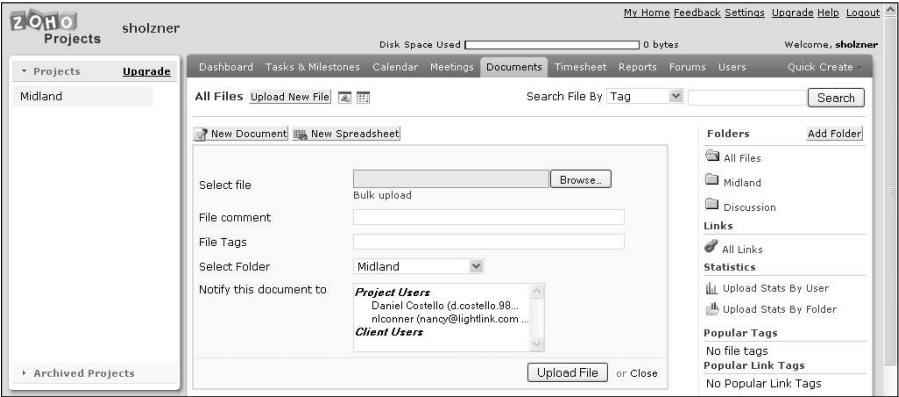 ZOHO
Projects
sholzner
My Home Feedback Settings Upgrade Help Logout
Disk Space Used 0 bytes
Welcome, sholzner
Projects Upgrade
Midland
Archived Projects
Dashboard Tasks & Milestones Calendar Meetings Documents Timesheet Reports Forums Users Quick Create
All Files Upload New File Search File By Tag Search
New Document New Spreadsheet
Select file Browse..
Bulk upload
File comment
File Tags
Select Folder Midland
Notify this document to
Project Users
Daniel Costello (d.costello.98...
nlconner (nancy@lightlink.com ...
Client Users
Upload File or Close
Folders Add Folder
All Files
Midland
Discussion
Links
All Links
Statistics
Upload Stats By User
Upload Stats By Folder
Popular Tags
No file tags
Popular Link Tags
No Popular Link Tags